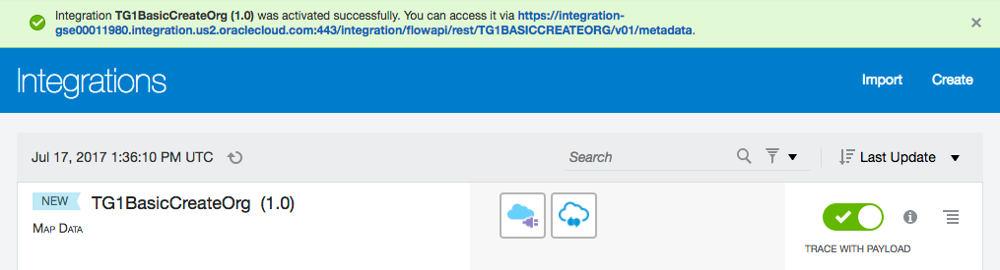 Integration TG1BasicCreateOrg (1.0) was activated successfully. You can access it via https://integration-
gse00011980.integration.us2.oraclecloud.com:443/integration/flowapi/rest/TG1BASICCREATEORG/v01/metadata.
Integrations
Import
Create
Jul 17, 2017 1:36:10 PM UTC
Search
Last Update
NEW
TG1BasicCreateOrg (1.0)
MAP DATA
TRACE WITH PAYLOAD